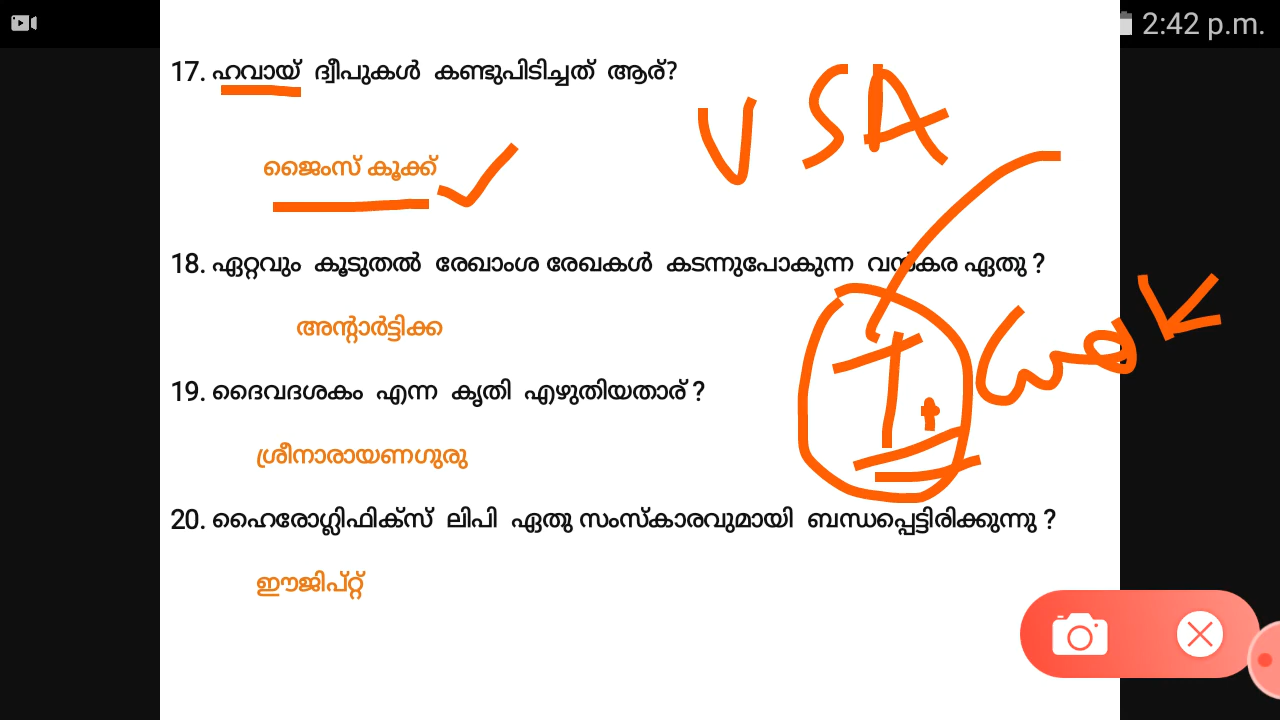 2:42 p.m.
17. ഹവായ് ദ്വീപുകൾ കണ്ടുപിടിച്ചത് ആര്?
USA
ജൈംസ് കൂക്ക്
18. ഏറ്റവും കൂടുതൽ രേഖാംശ രേഖകൾ കടന്നുപോകുന്ന വൻകര ഏതു ?
അന്റാർട്ടിക്ക
Cook
19. ദൈവദശകം എന്ന കൃതി എഴുതിയതാര് ?
ശ്രീനാരായണഗുരു
20. ഹൈരോഗ്ലിഫിക്സ് ലിപി ഏതു സംസ്കാരവുമായി ബന്ധപ്പെട്ടിരിക്കുന്നു ?
ഈജിപ്റ്റ്